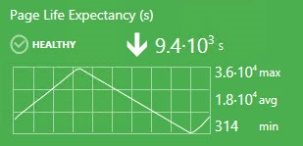 Page Life Expectancy (s)
HEALTHY 9.4·10³ s
3.6·10⁴ max
1.8·10⁴ avg
314 min